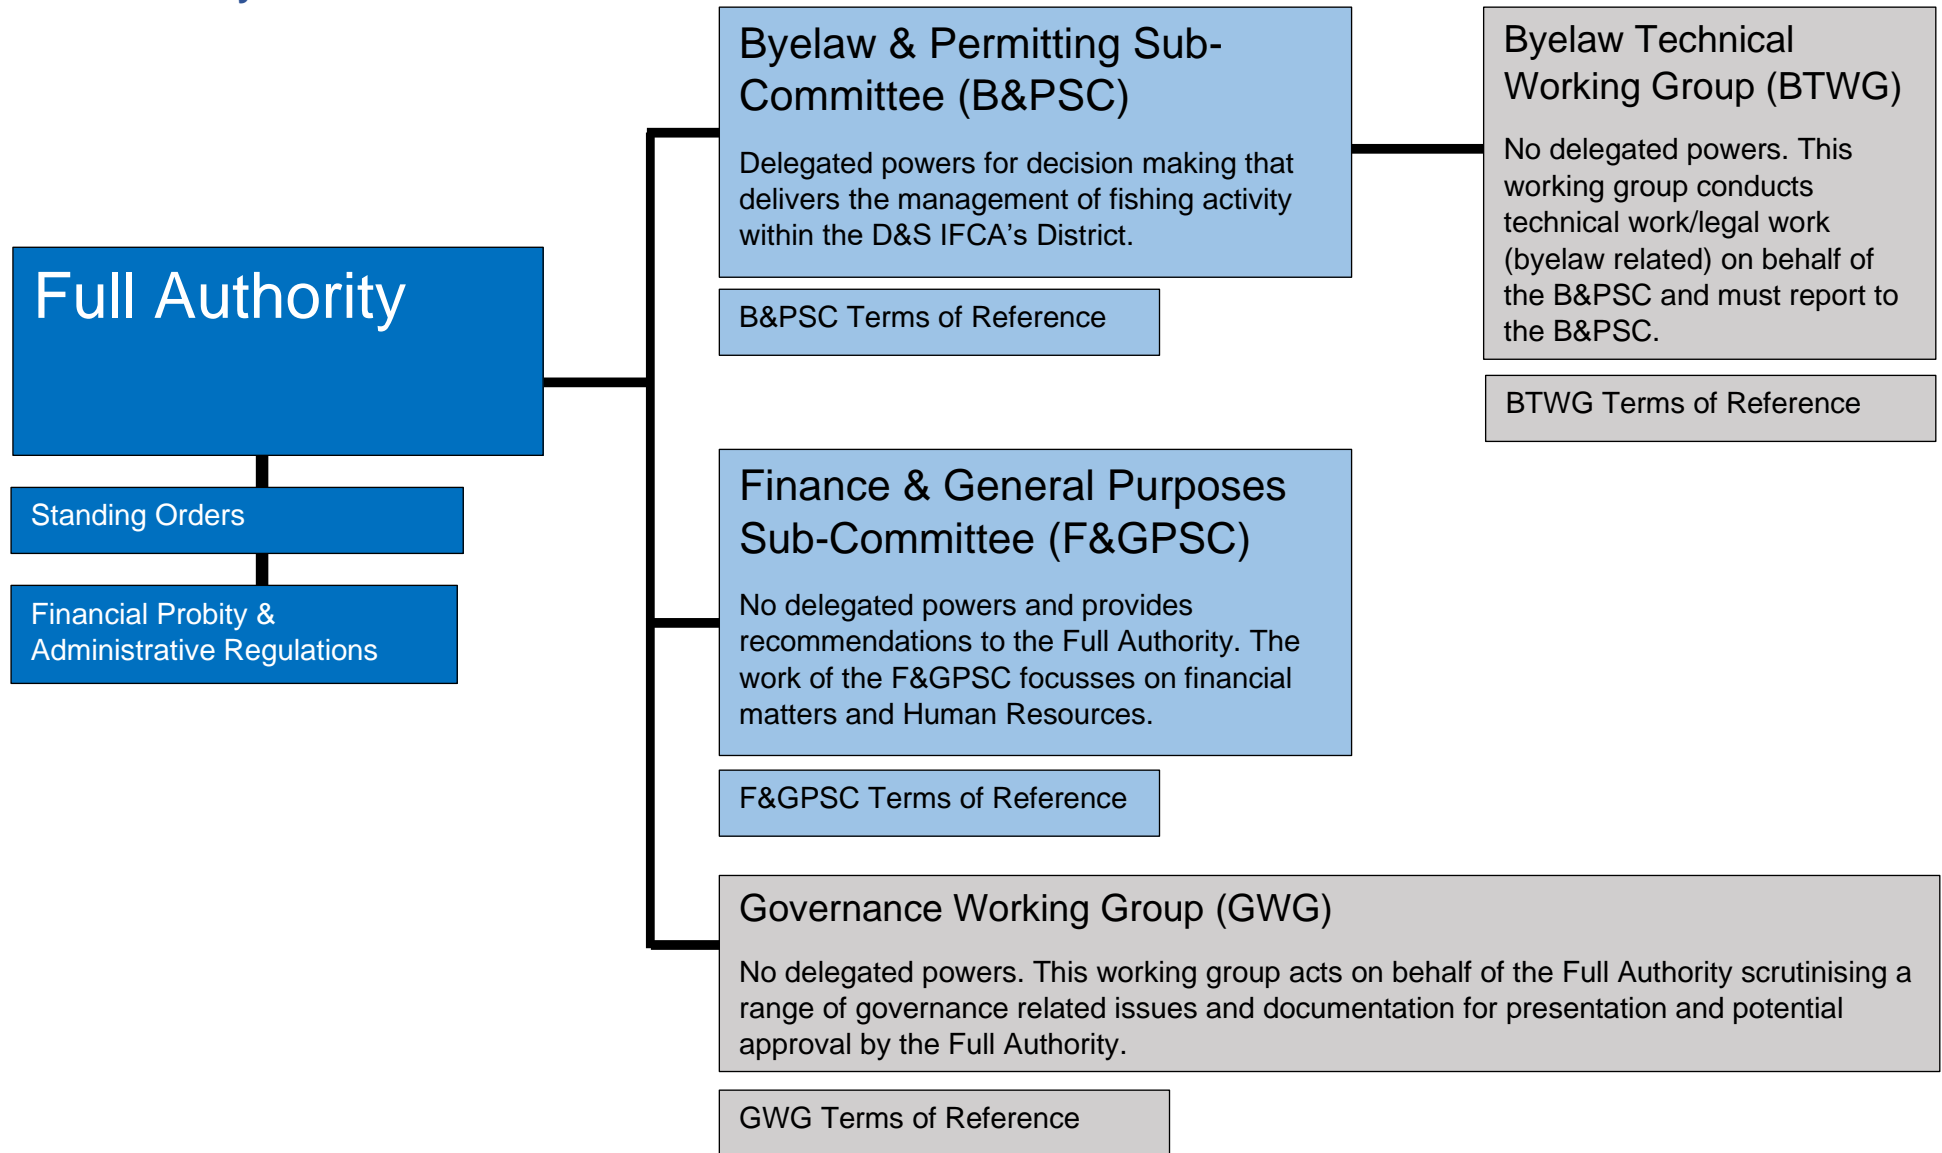 Full Authority
Standing Orders
Financial Probity &
Administrative Regulations
Byelaw & Permitting Sub-
Committee (B&PSC)
Delegated powers for decision making that
delivers the management of fishing activity
within the D&S IFCA's District.
B&PSC Terms of Reference
Byelaw Technical
Working Group (BTWG)
No delegated powers. This
working group conducts
technical work/legal work
(byelaw related) on behalf of
the B&PSC and must report to
the B&PSC.
BTWG Terms of Reference
Finance & General Purposes
Sub-Committee (F&GPSC)
No delegated powers and provides
recommendations to the Full Authority. The
work of the F&GPSC focusses on financial
matters and Human Resources.
F&GPSC Terms of Reference
Governance Working Group (GWG)
No delegated powers. This working group acts on behalf of the Full Authority scrutinising a
range of governance related issues and documentation for presentation and potential
approval by the Full Authority.
GWG Terms of Reference